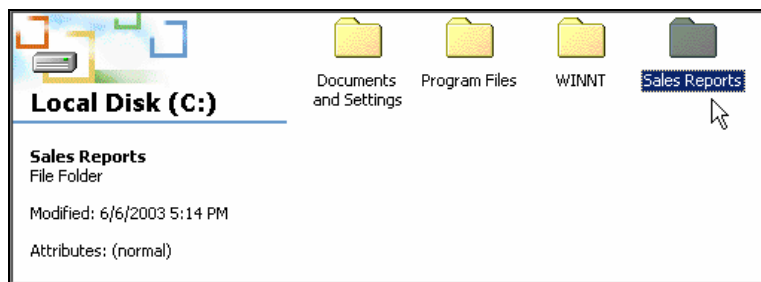 Local Disk (C:)
Sales Reports
File Folder
Modified: 6/6/2003 5:14 PM
Attributes: (normal)
Documents
and Settings
Program Files
WINNT
Sales Reports